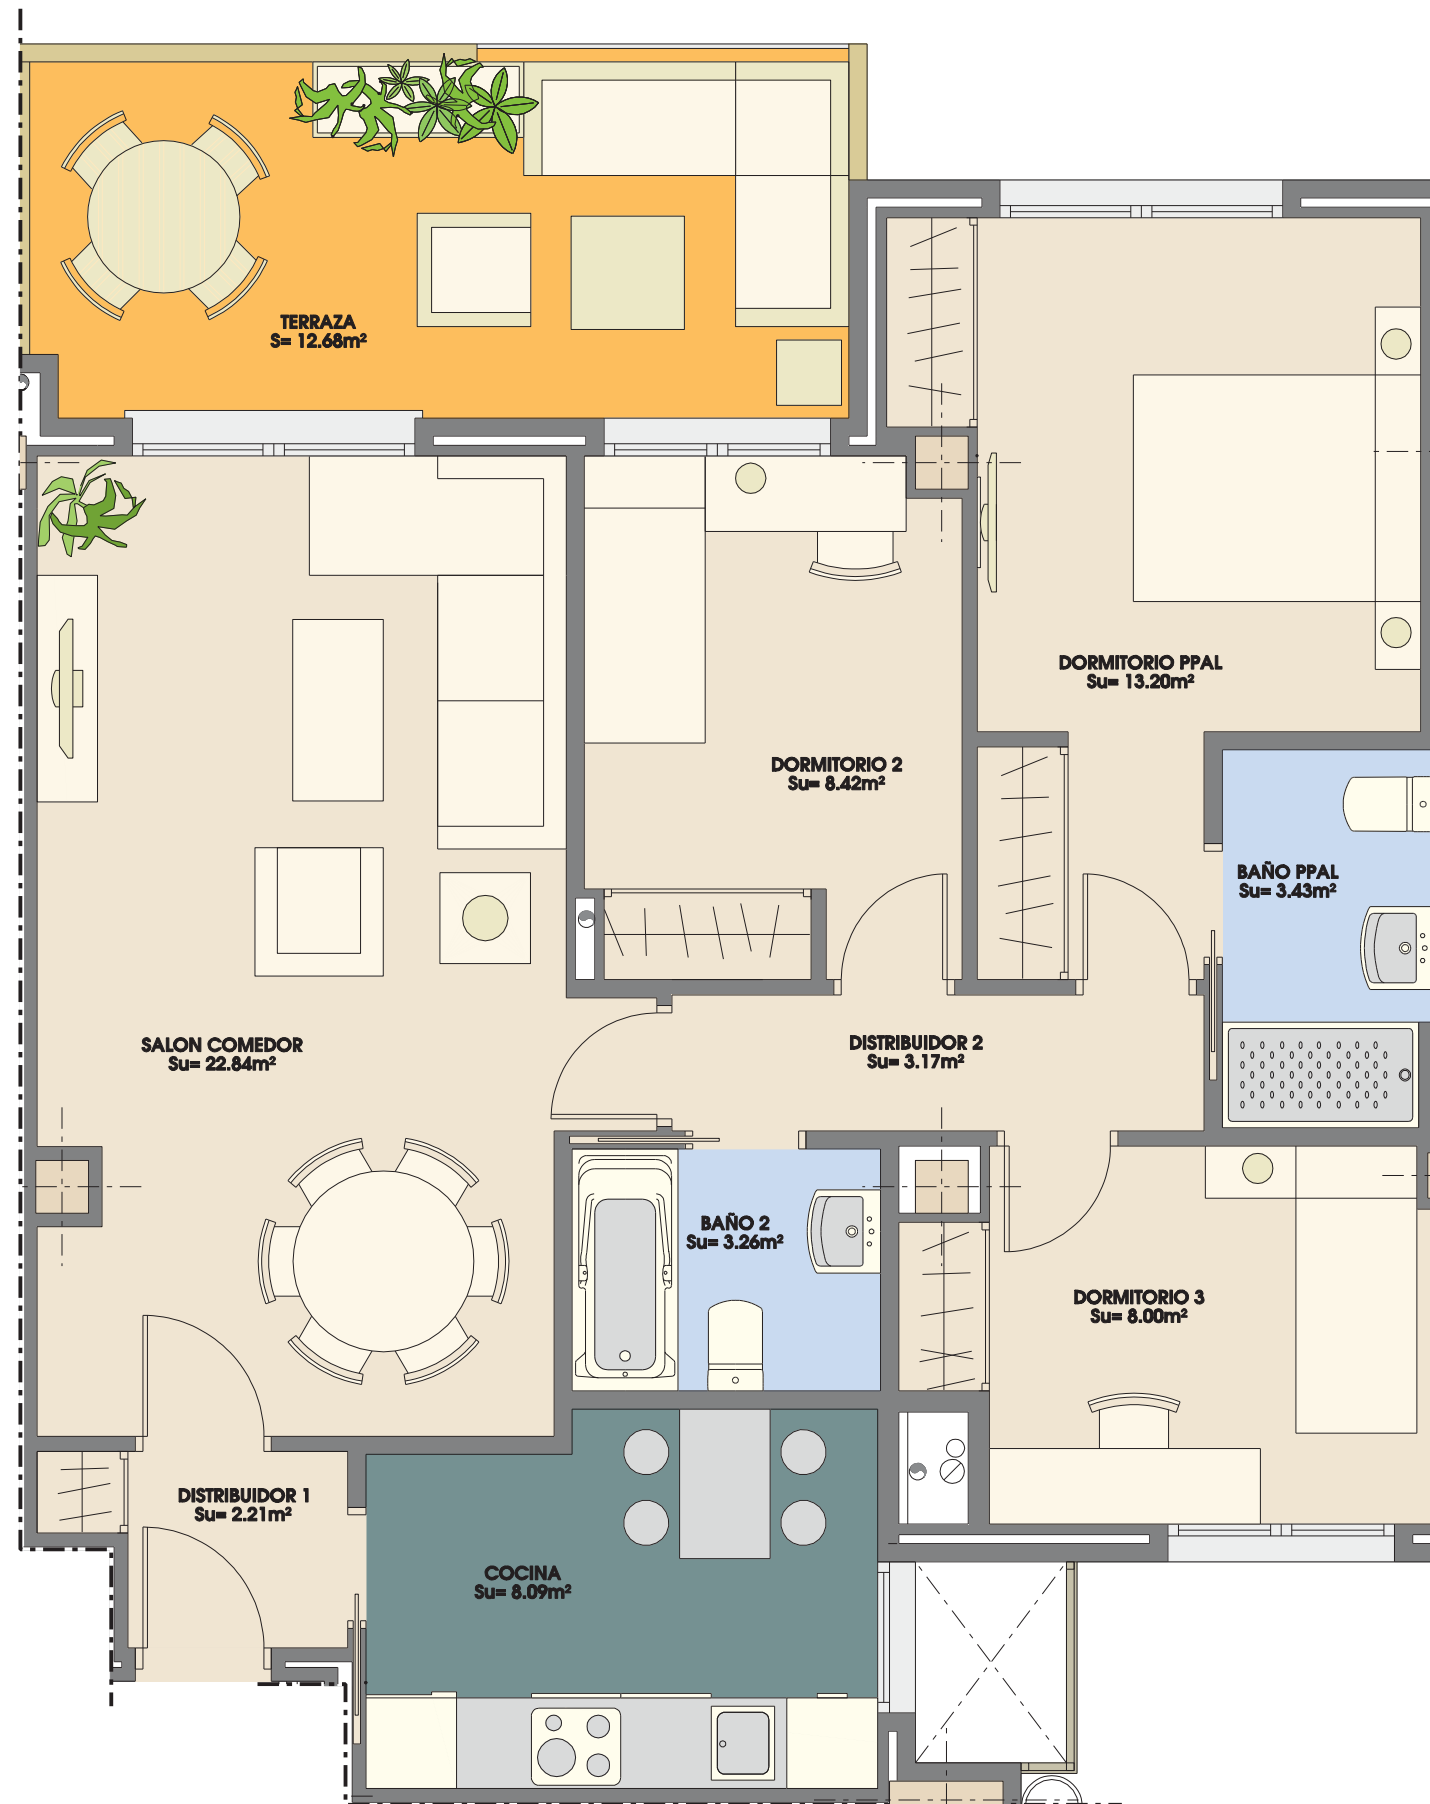 TERRAZA
S= 12.68m²
DORMITORIO PPAL
Su= 13.20m²
DORMITORIO 2
Su= 8.42m²
BAÑO PPAL
Su= 3.43m²
SALON COMEDOR
Su= 22.84m²
DISTRIBUIDOR 2
Su= 3.17m²
BAÑO 2
Su= 3.26m²
DORMITORIO 3
Su= 8.00m²
DISTRIBUIDOR 1
Su= 2.21m²
COCINA
Su= 8.09m²